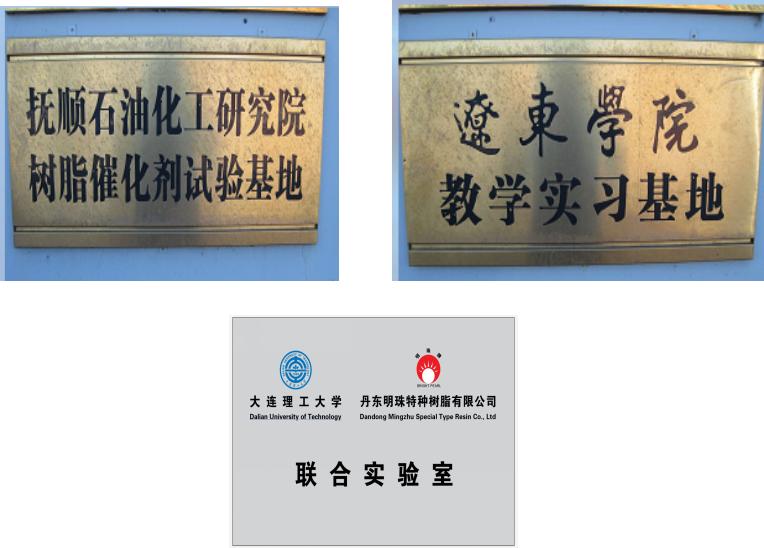 抚顺石油化工研究院
树脂催化剂试验基地
遼東學院
教学实习基地
大连理工大学
Dalian University of Technology
BRIGHT PEARL
丹东明珠特种树脂有限公司
Dandong Mingzhu Special Type Resin Co., Ltd
联合实验室